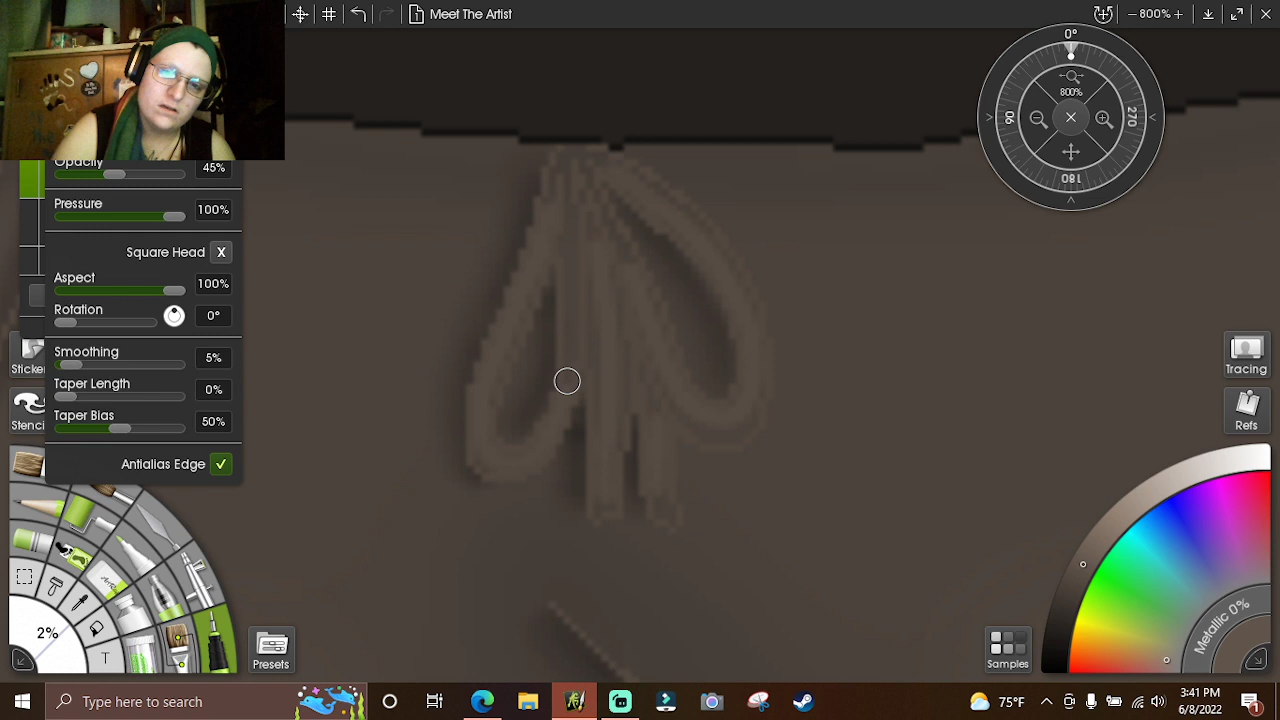 Meet The Artist
800%
0°
800%
90
270
180
Opacity
45%
Pressure
100%
Square Head X
Aspect
100%
Rotation
0°
Smoothing
5%
Taper Length
0%
Taper Bias
50%
Antialias Edge
Tracing
Refs
2%
T
Presets
Samples
Metallic 0%
Type here to search
75°F
3:41 PM
6/8/2022
1